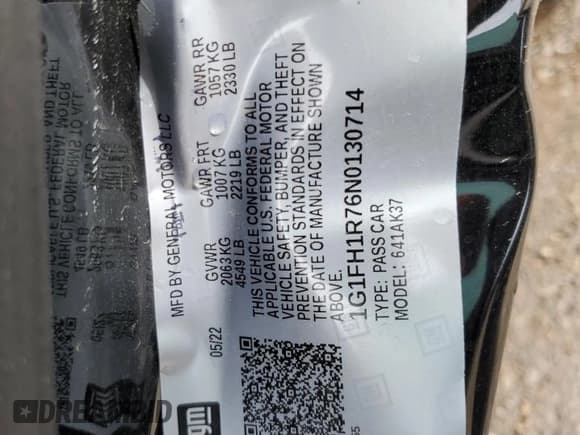 MFD BY GENERAL MOTORS LLC
05/22
GVWR GAWR FRT GAWR RR
2063 KG 1007 KG 1057 KG
4549 LB 2219 LB 2330 LB
THIS VEHICLE CONFORMS TO ALL
APPLICABLE U.S. FEDERAL MOTOR
VEHICLE SAFETY, BUMPER, AND THEFT
PREVENTION STANDARDS IN EFFECT ON
THE DATE OF MANUFACTURE SHOWN
ABOVE.
1G1FH1R76N0130714
TYPE: PASS CAR
MODEL: 641AK37
gm
DREAMBID